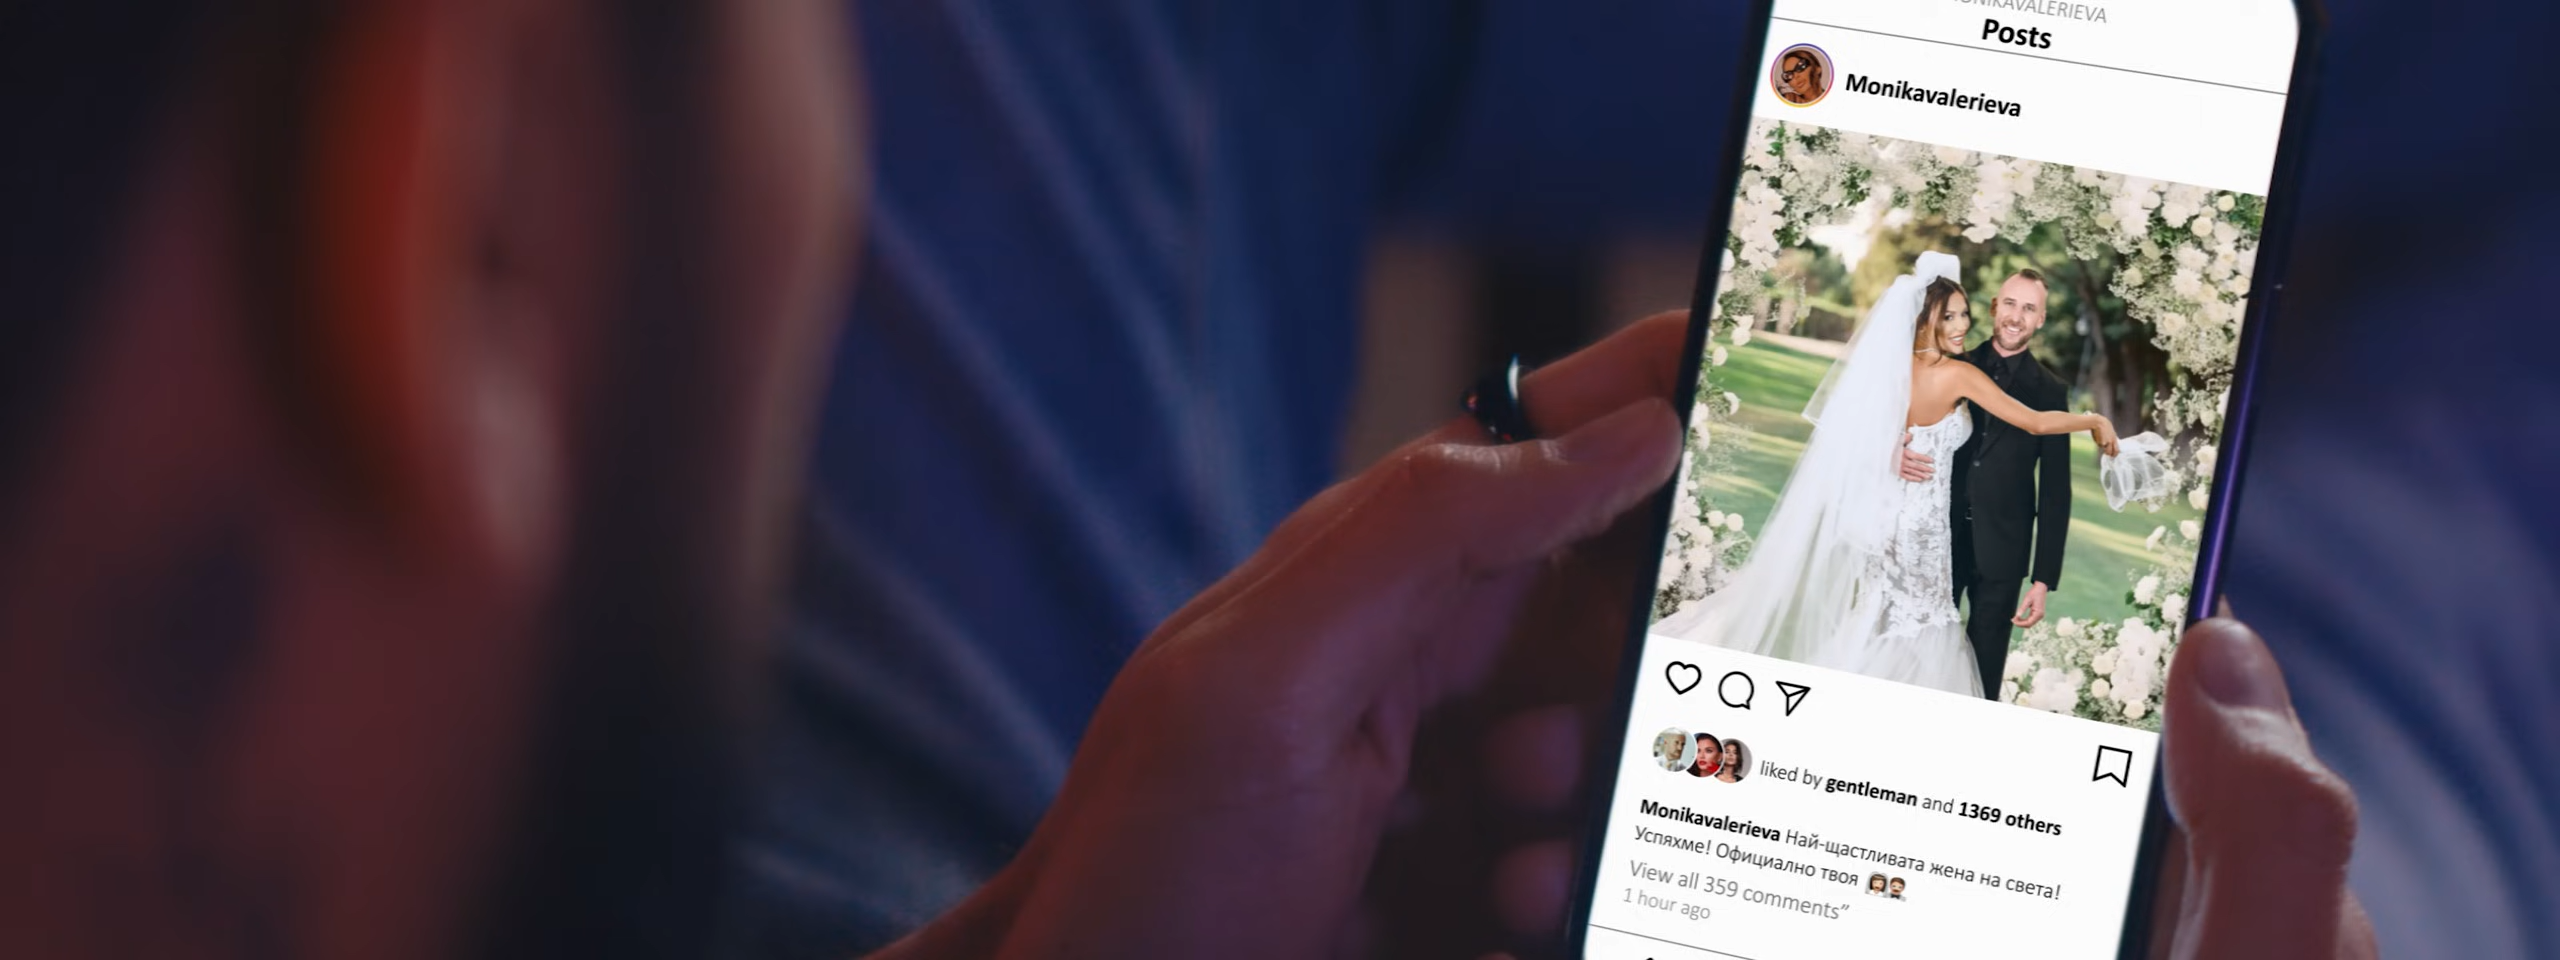 MONIKAVALERIEVA
Posts
Monikavalerieva
liked by gentleman and 1369 others
Monikavalerieva Най-щастливата жена на света!
Успяхме! Официално твоя
View all 359 comments”
1 hour ago